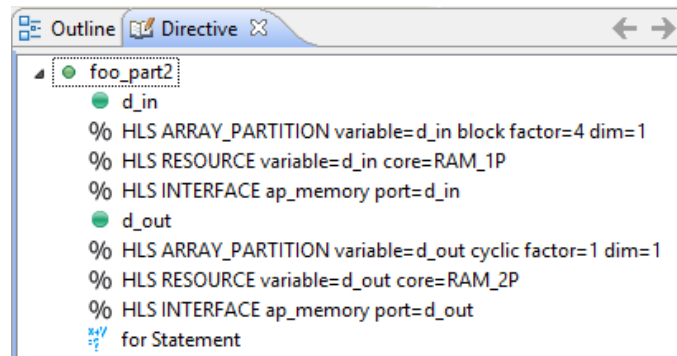 Outline Directive
foo_part2
d_in
% HLS ARRAY_PARTITION variable=d_in block factor=4 dim=1
% HLS RESOURCE variable=d_in core=RAM_1P
% HLS INTERFACE ap_memory port=d_in
d_out
% HLS ARRAY_PARTITION variable=d_out cyclic factor=1 dim=1
% HLS RESOURCE variable=d_out core=RAM_2P
% HLS INTERFACE ap_memory port=d_out
for Statement